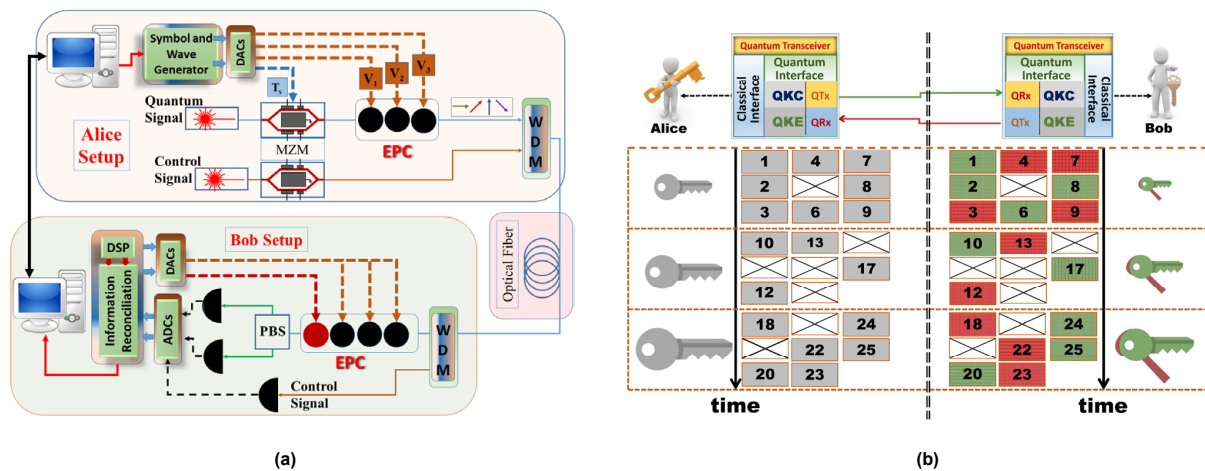 Symbol and
Wave
Generator
DACs
V1
V2
V3
Ts
Quantum
Signal
Alice
Setup
MZM
EPC
Control
Signal
WDM
Optical Fiber
Bob Setup
DSP
Information
Reconciliation
DACs
ADCs
PBS
EPC
WDM
Control
Signal
(a)
Quantum Transceiver
Quantum
Interface
Classical
Interface
QKC
QTx
QKE
QRx
Alice
Quantum Transceiver
Quantum
Interface
QRx
QKC
QTx
QKE
Classical
Interface
Bob
1 4 7
2 8
3 6 9
10 13
17
12
18 24
22 25
20 23
time
1 4 7
2 8
3 6 9
10 13
17
12
18 24
22 25
20 23
time
(b)